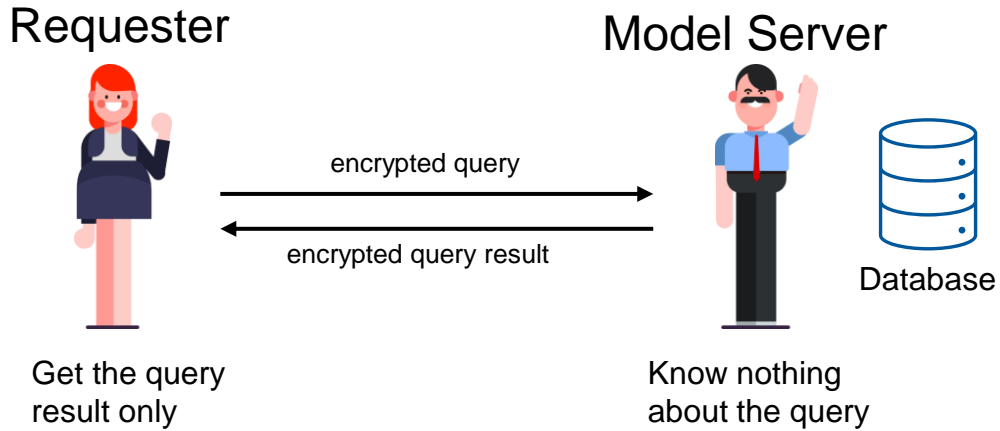 Requester
Model Server
encrypted query
encrypted query result
Database
Get the query
result only
Know nothing
about the query